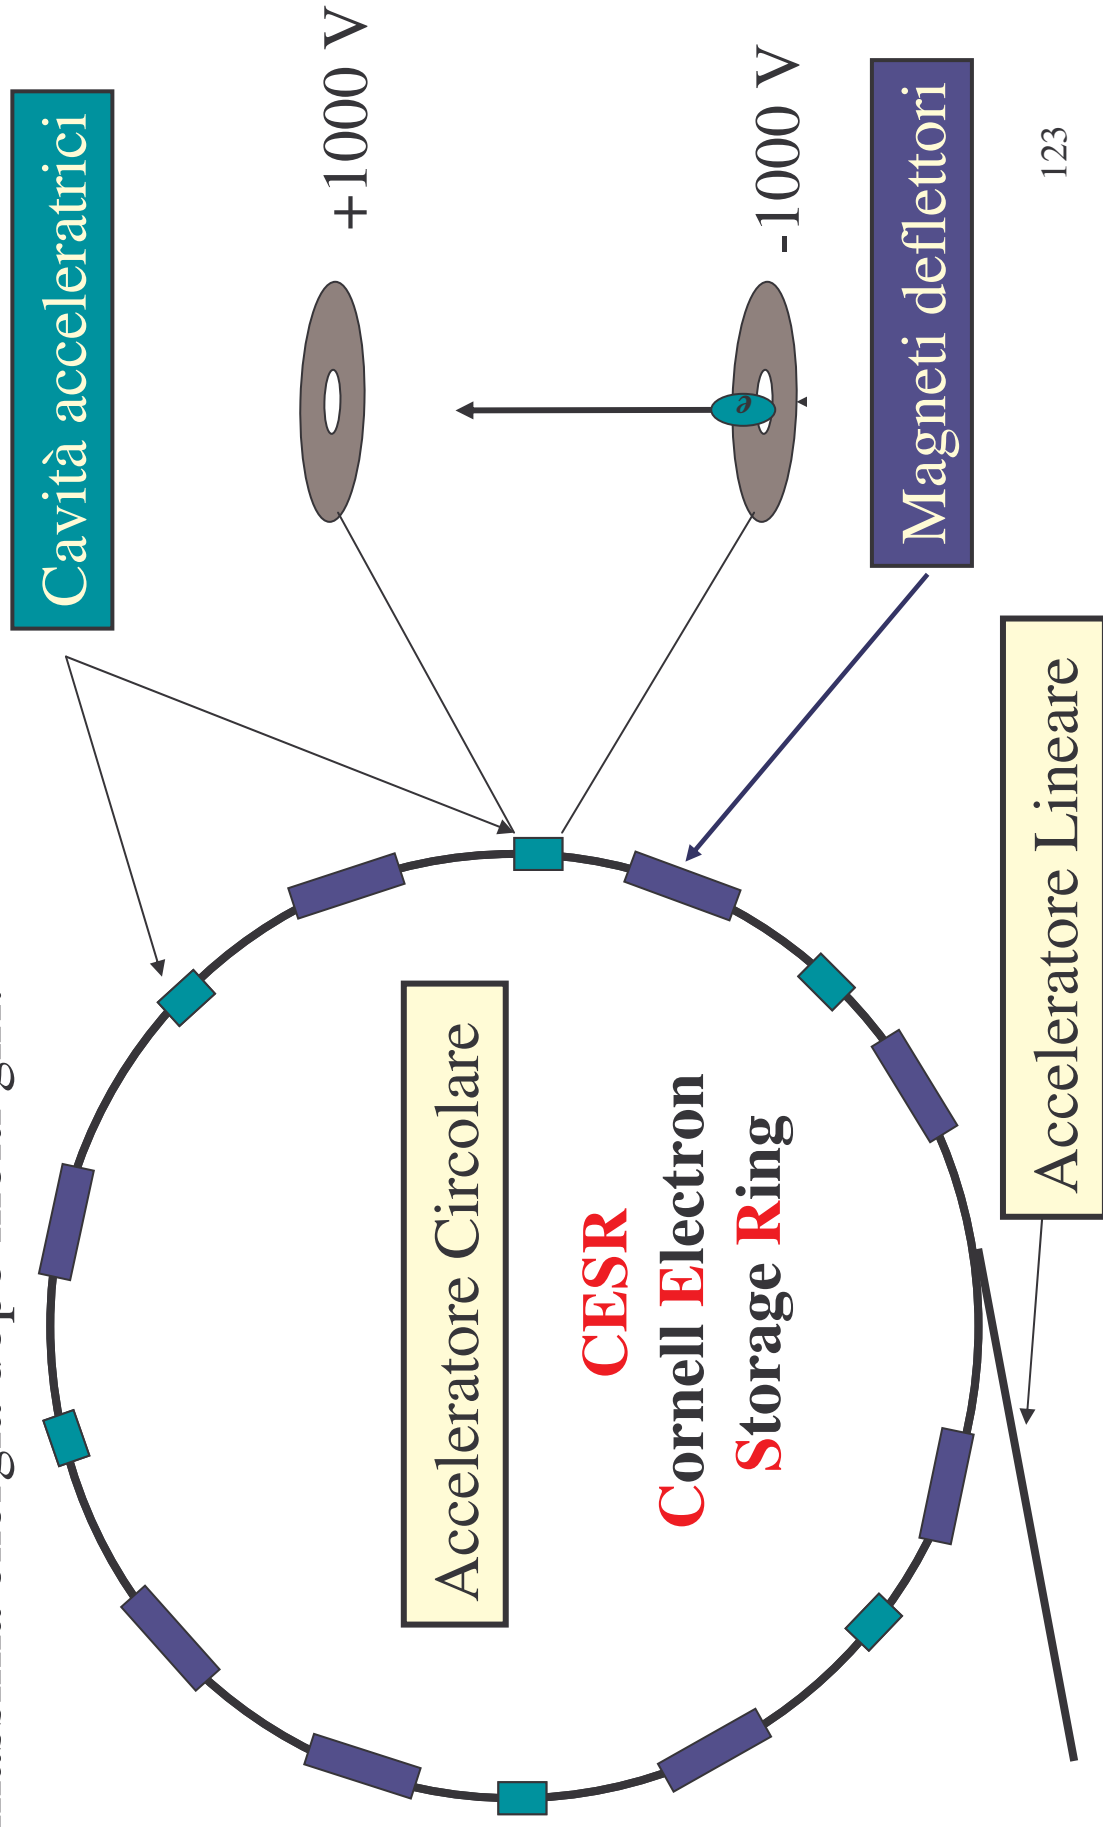 Cavità acceleratrici
+1000 V
Acceleratore Circolare
CESR
Cornell Electron
Storage Ring
e
-1000 V
Magneti deflettori
Acceleratore Lineare
123